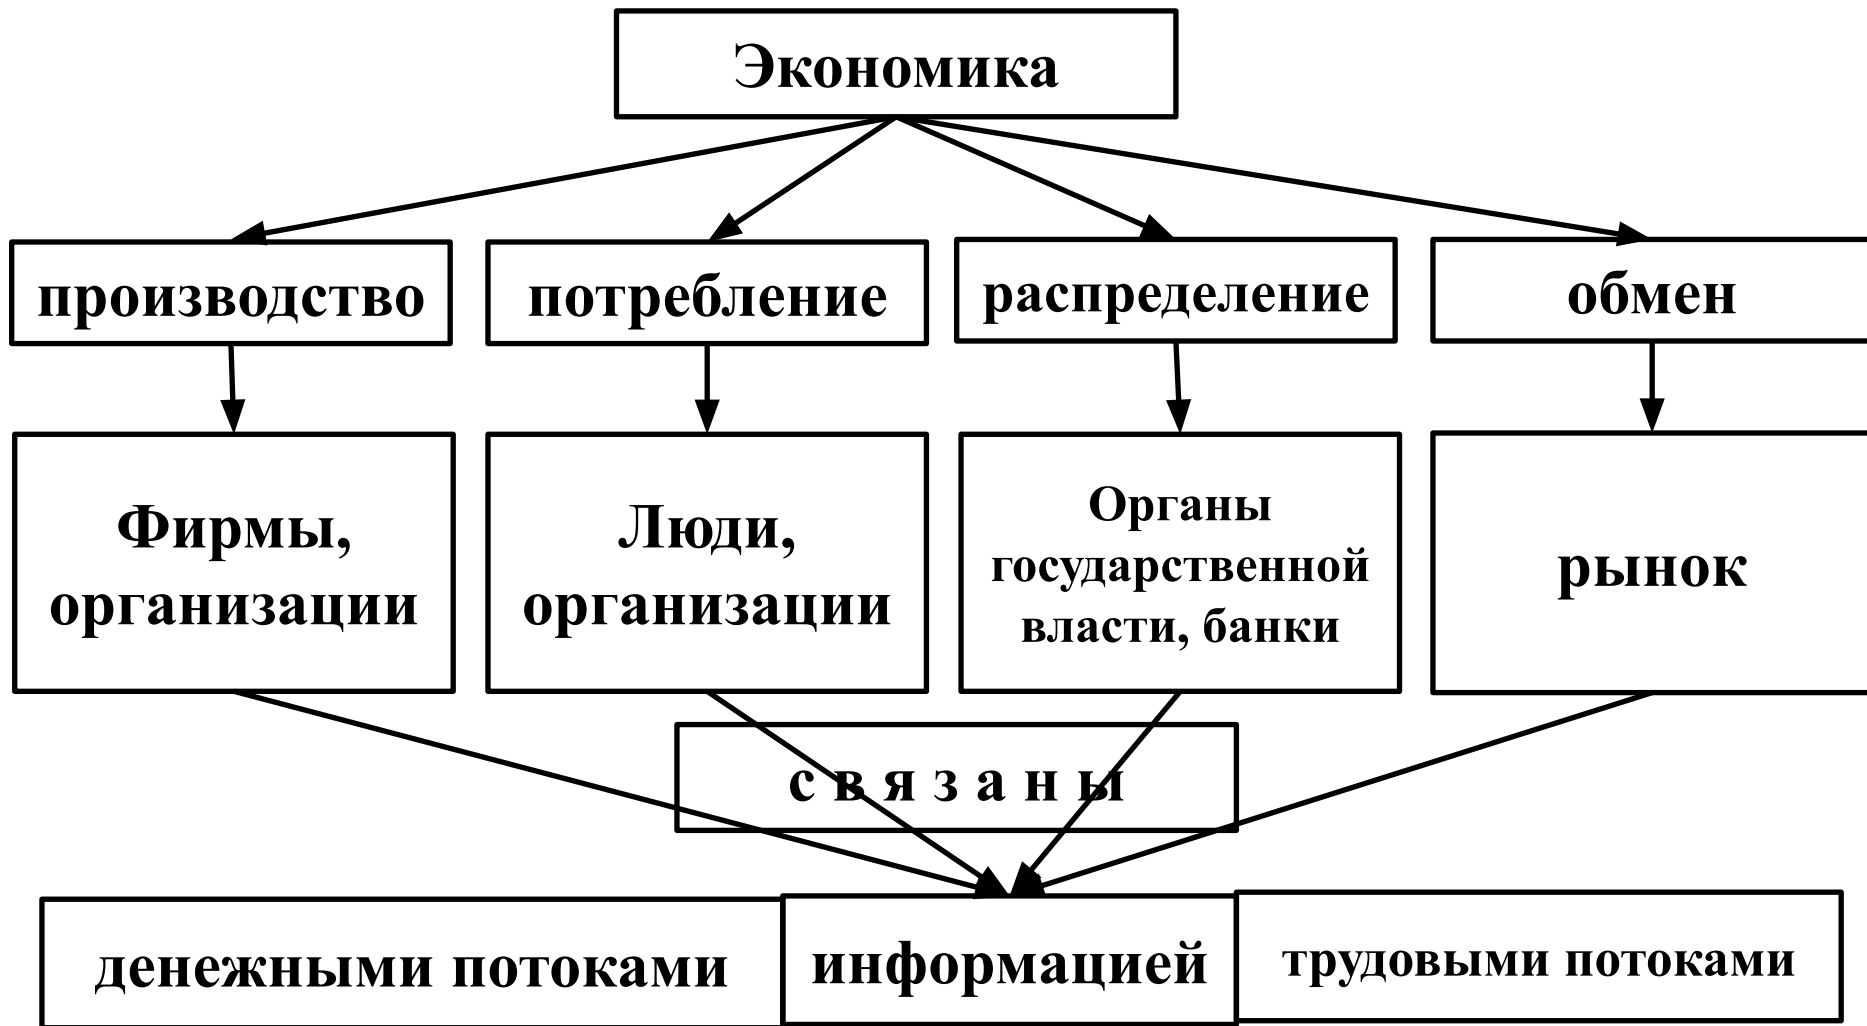 Экономика
производство
потребление
распределение
обмен
Фирмы,
организации
Люди,
организации
Органы
государственной
власти, банки
рынок
с в я з а н ы
денежными потоками
информацией
трудовыми потоками